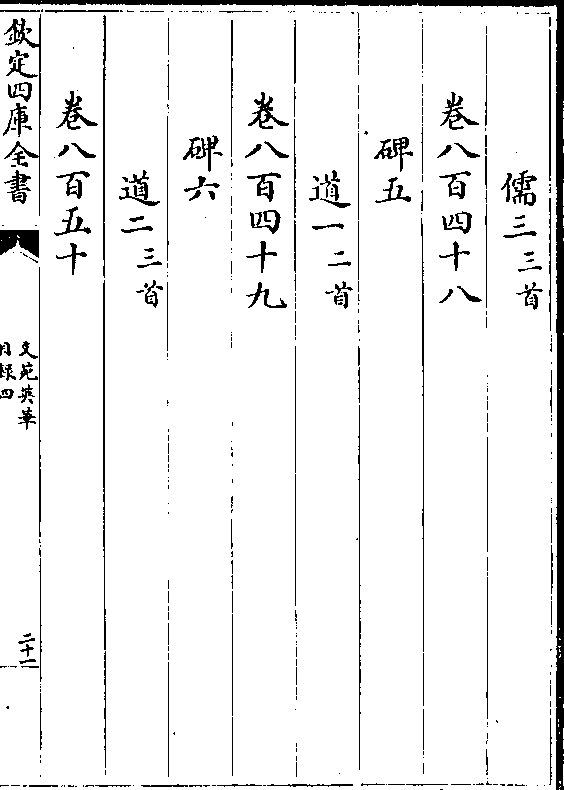 儒三三首
卷八百四十八
碑五
道一二首
卷八百四十九
碑六
道二三首
卷八百五十
欽定四庫全書
文苑英華
目録四
二十一